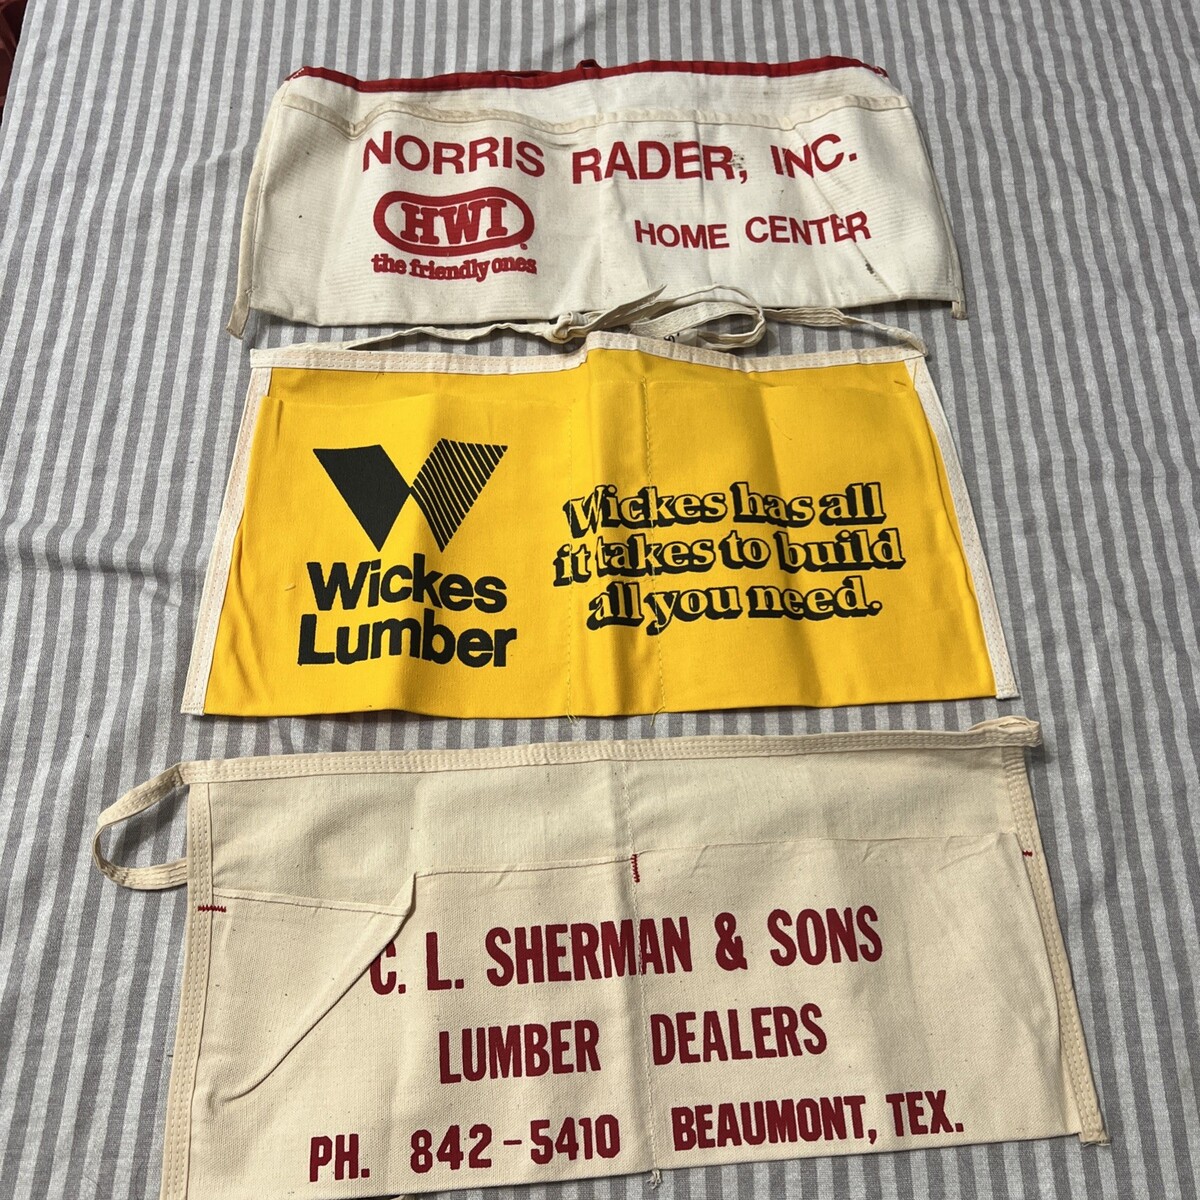 NORRIS RADER, INC.
HWI
the friendly ones
HOME CENTER
Wickes
Lumber
Wickes has all
it takes to build
all you need.
C. L. SHERMAN & SONS
LUMBER DEALERS
PH. 842-5410 BEAUMONT, TEX.